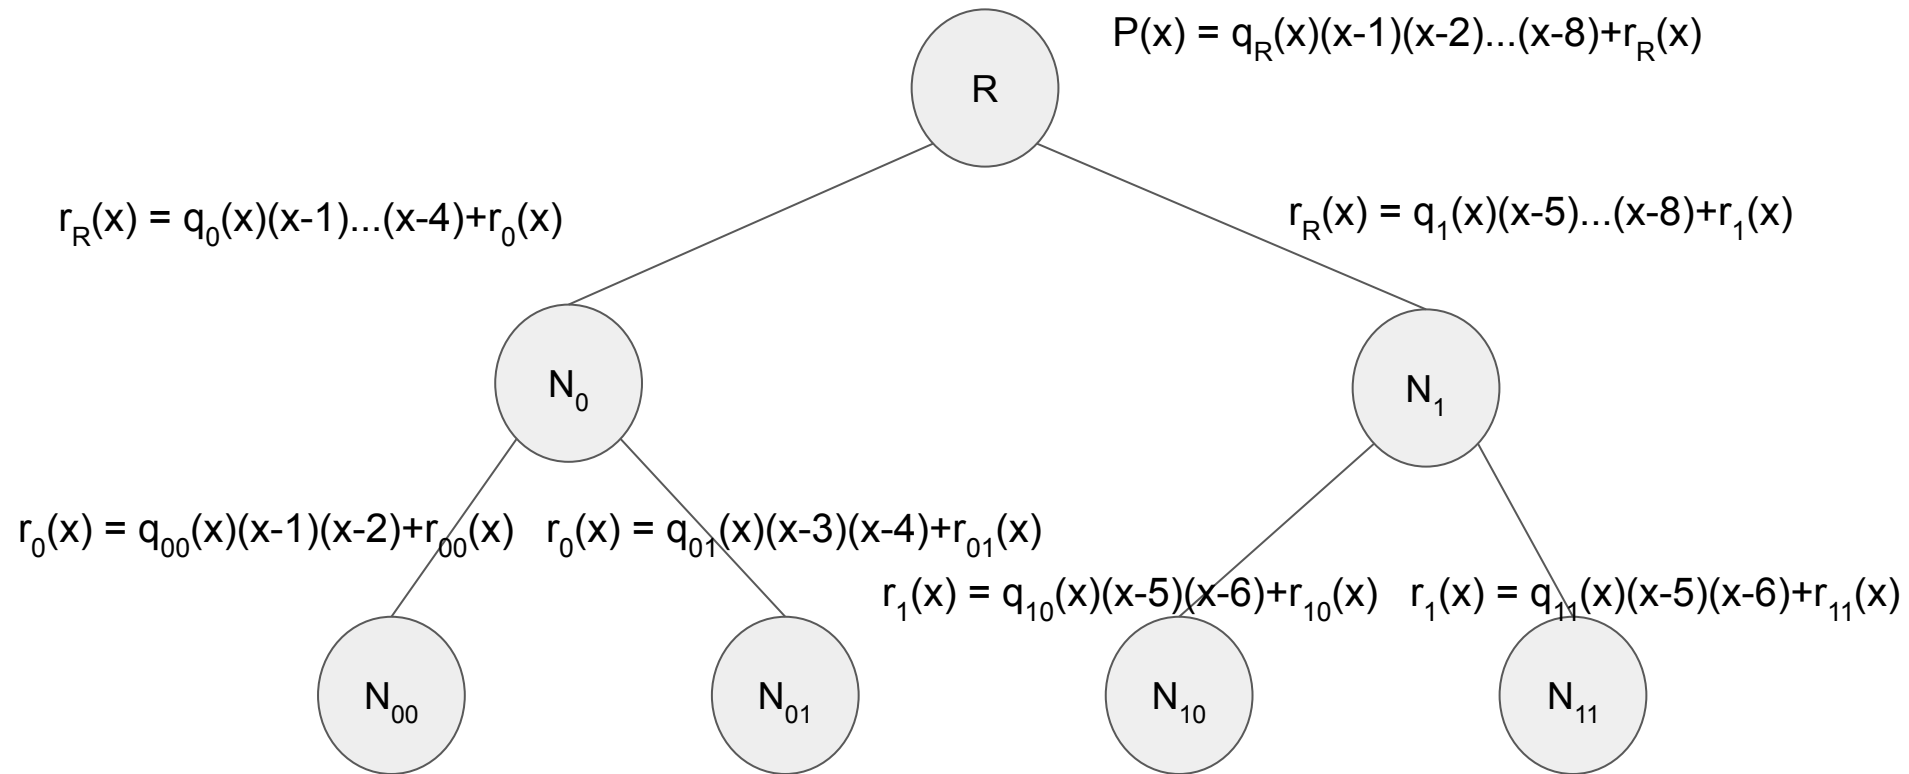 P(x) = q_R(x)(x-1)(x-2)...(x-8)+r_R(x)
R
r_R(x) = q_0(x)(x-1)...(x-4)+r_0(x)
r_R(x) = q_1(x)(x-5)...(x-8)+r_1(x)
N_0
N_1
r_0(x) = q_00(x)(x-1)(x-2)+r_00(x)
r_0(x) = q_01(x)(x-3)(x-4)+r_01(x)
r_1(x) = q_10(x)(x-5)(x-6)+r_10(x)
r_1(x) = q_11(x)(x-5)(x-6)+r_11(x)
N_00
N_01
N_10
N_11